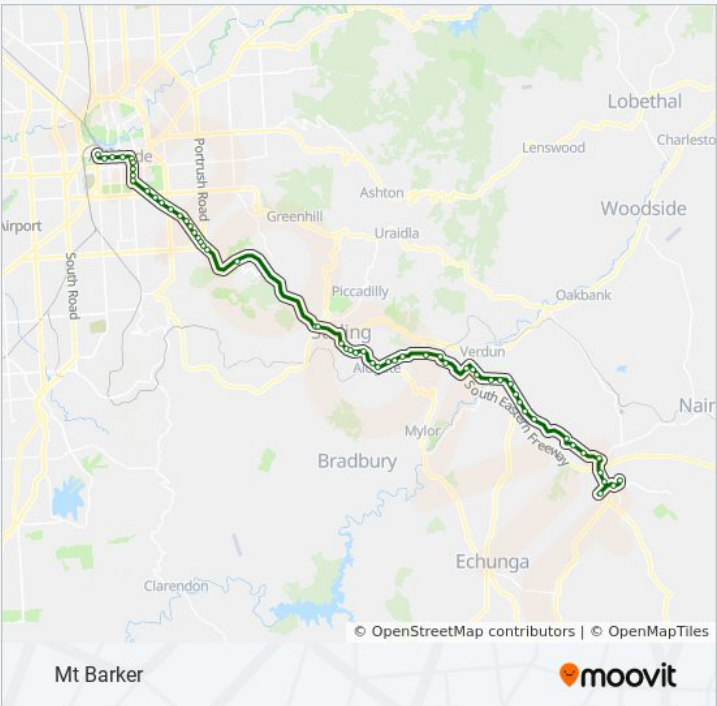 Lobethal
Charlesto
Lenswood
Portrush Road
Ashton
Woodside
Greenhill
Airport
Uraidla
South Road
Piccadilly
Oakbank
Verdun
South Eastern Freeway
Nair
Mylor
Bradbury
Echunga
Clarendon
© OpenStreetMap contributors | © OpenMapTiles
Mt Barker
moovit